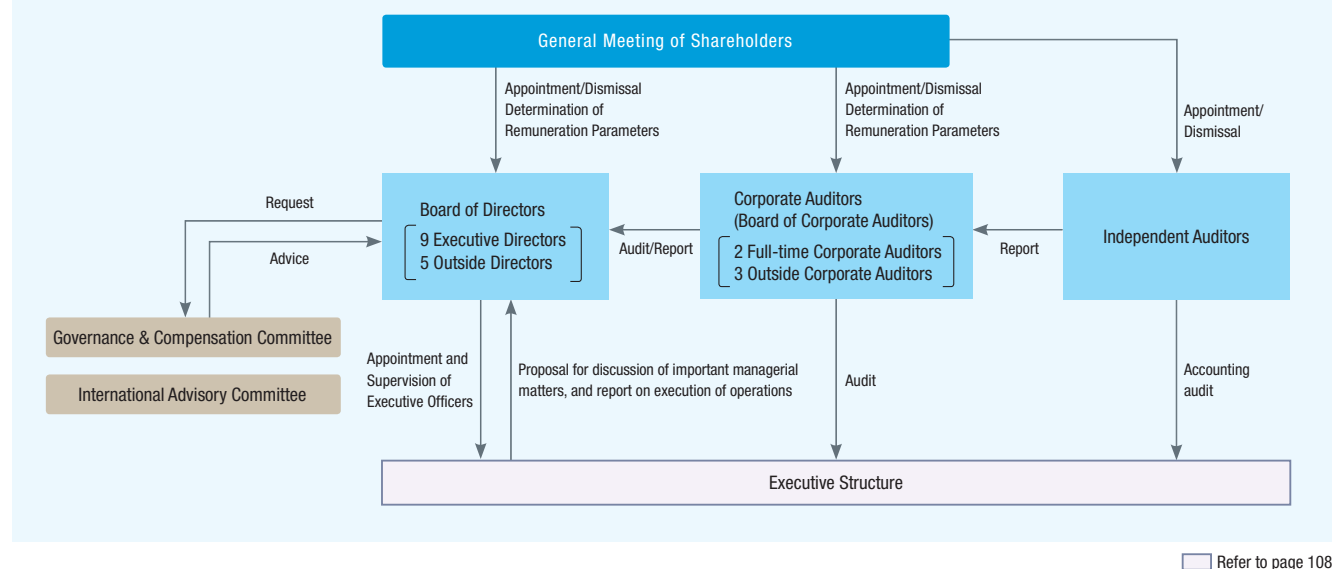 General Meeting of Shareholders
Appointment/Dismissal
Determination of
Remuneration Parameters
Appointment/Dismissal
Determination of
Remuneration Parameters
Appointment/
Dismissal
Request
Advice
Board of Directors
9 Executive Directors
5 Outside Directors
Audit/Report
Corporate Auditors
(Board of Corporate Auditors)
2 Full-time Corporate Auditors
3 Outside Corporate Auditors
Report
Independent Auditors
Governance & Compensation Committee
International Advisory Committee
Appointment and
Supervision of
Executive Officers
Proposal for discussion of important managerial
matters, and report on execution of operations
Audit
Accounting
audit
Executive Structure
Refer to page 108